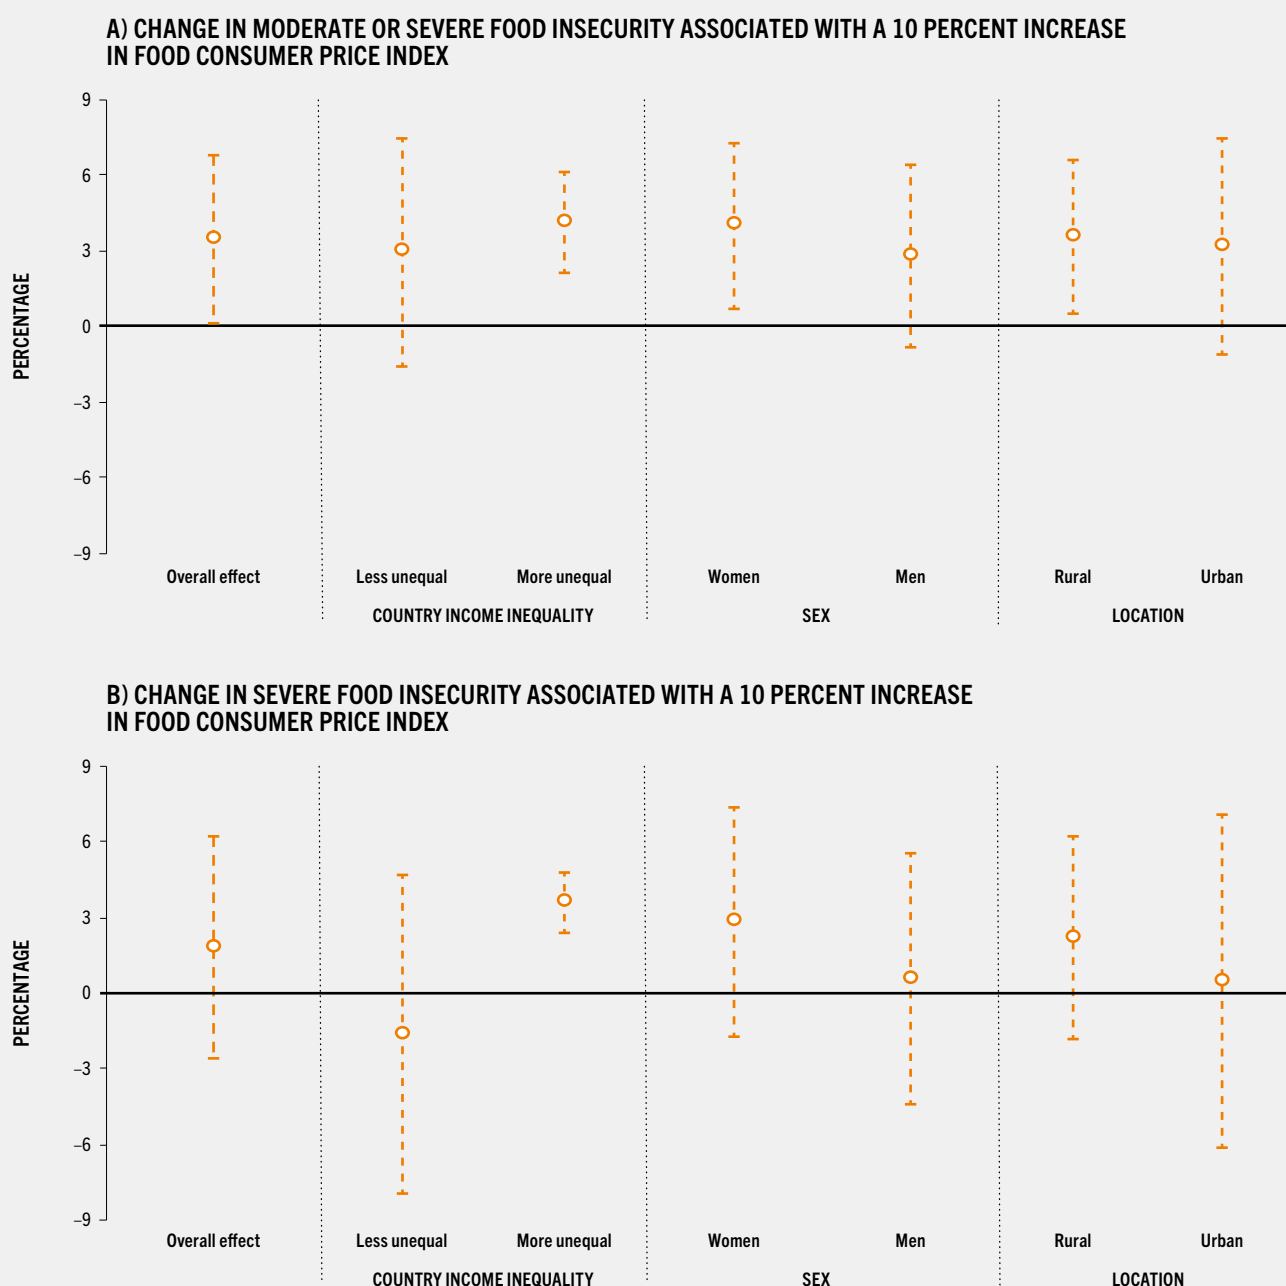 A) CHANGE IN MODERATE OR SEVERE FOOD INSECURITY ASSOCIATED WITH A 10 PERCENT INCREASE
IN FOOD CONSUMER PRICE INDEX
PERCENTAGE
9
6
3
0
–3
–6
–9
Overall effect Less unequal More unequal Women Men Rural Urban
COUNTRY INCOME INEQUALITY SEX LOCATION
B) CHANGE IN SEVERE FOOD INSECURITY ASSOCIATED WITH A 10 PERCENT INCREASE
IN FOOD CONSUMER PRICE INDEX
PERCENTAGE
9
6
3
0
–3
–6
–9
Overall effect Less unequal More unequal Women Men Rural Urban
COUNTRY INCOME INEQUALITY SEX LOCATION